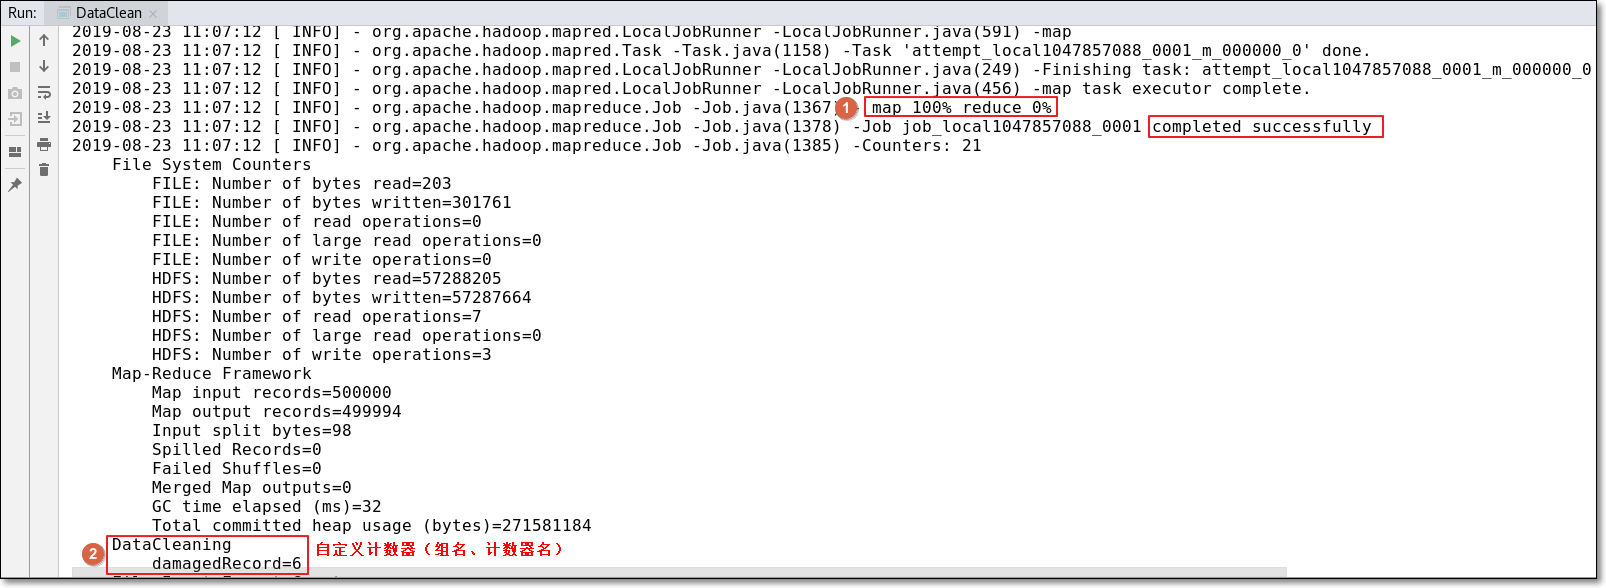 Run: DataClean
2019-08-23 11:07:12 [ INFO] - org.apache.hadoop.mapred.LocalJobRunner -LocalJobRunner.java(591) -map
2019-08-23 11:07:12 [ INFO] - org.apache.hadoop.mapred.Task -Task.java(1158) -Task 'attempt_local1047857088_0001_m_000000_0' done.
2019-08-23 11:07:12 [ INFO] - org.apache.hadoop.mapred.LocalJobRunner -LocalJobRunner.java(249) -Finishing task: attempt_local1047857088_0001_m_000000_0
2019-08-23 11:07:12 [ INFO] - org.apache.hadoop.mapred.LocalJobRunner -LocalJobRunner.java(456) -map task executor complete.
2019-08-23 11:07:12 [ INFO] - org.apache.hadoop.mapreduce.Job -Job.java(1367) 1 map 100% reduce 0%
2019-08-23 11:07:12 [ INFO] - org.apache.hadoop.mapreduce.Job -Job.java(1378) -Job job_local1047857088_0001 completed successfully
2019-08-23 11:07:12 [ INFO] - org.apache.hadoop.mapreduce.Job -Job.java(1385) -Counters: 21
File System Counters
FILE: Number of bytes read=203
FILE: Number of bytes written=301761
FILE: Number of read operations=0
FILE: Number of large read operations=0
FILE: Number of write operations=0
HDFS: Number of bytes read=57288205
HDFS: Number of bytes written=57287664
HDFS: Number of read operations=7
HDFS: Number of large read operations=0
HDFS: Number of write operations=3
Map-Reduce Framework
Map input records=500000
Map output records=499994
Input split bytes=98
Spilled Records=0
Failed Shuffles=0
Merged Map outputs=0
GC time elapsed (ms)=32
Total committed heap usage (bytes)=271581184
DataCleaning 自定义计数器（组名、计数器名）
2 damagedRecord=6